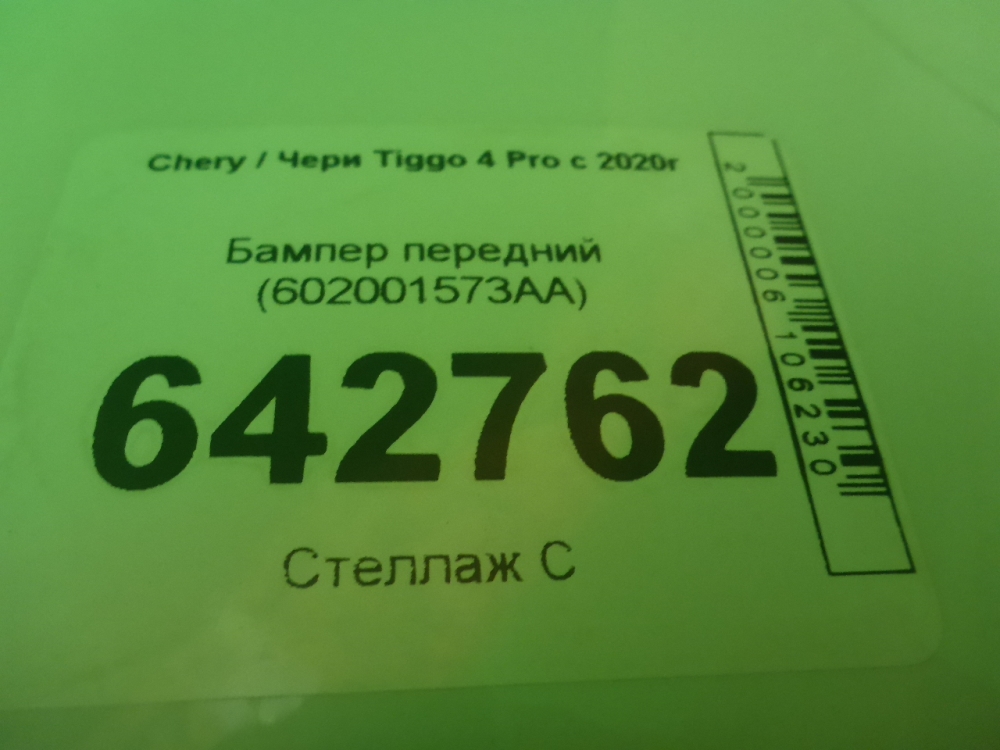 Chery / Чери Tiggo 4 Pro с 2020г
Бампер передний
(602001573AA)
642762
Стеллаж С
2000006106230